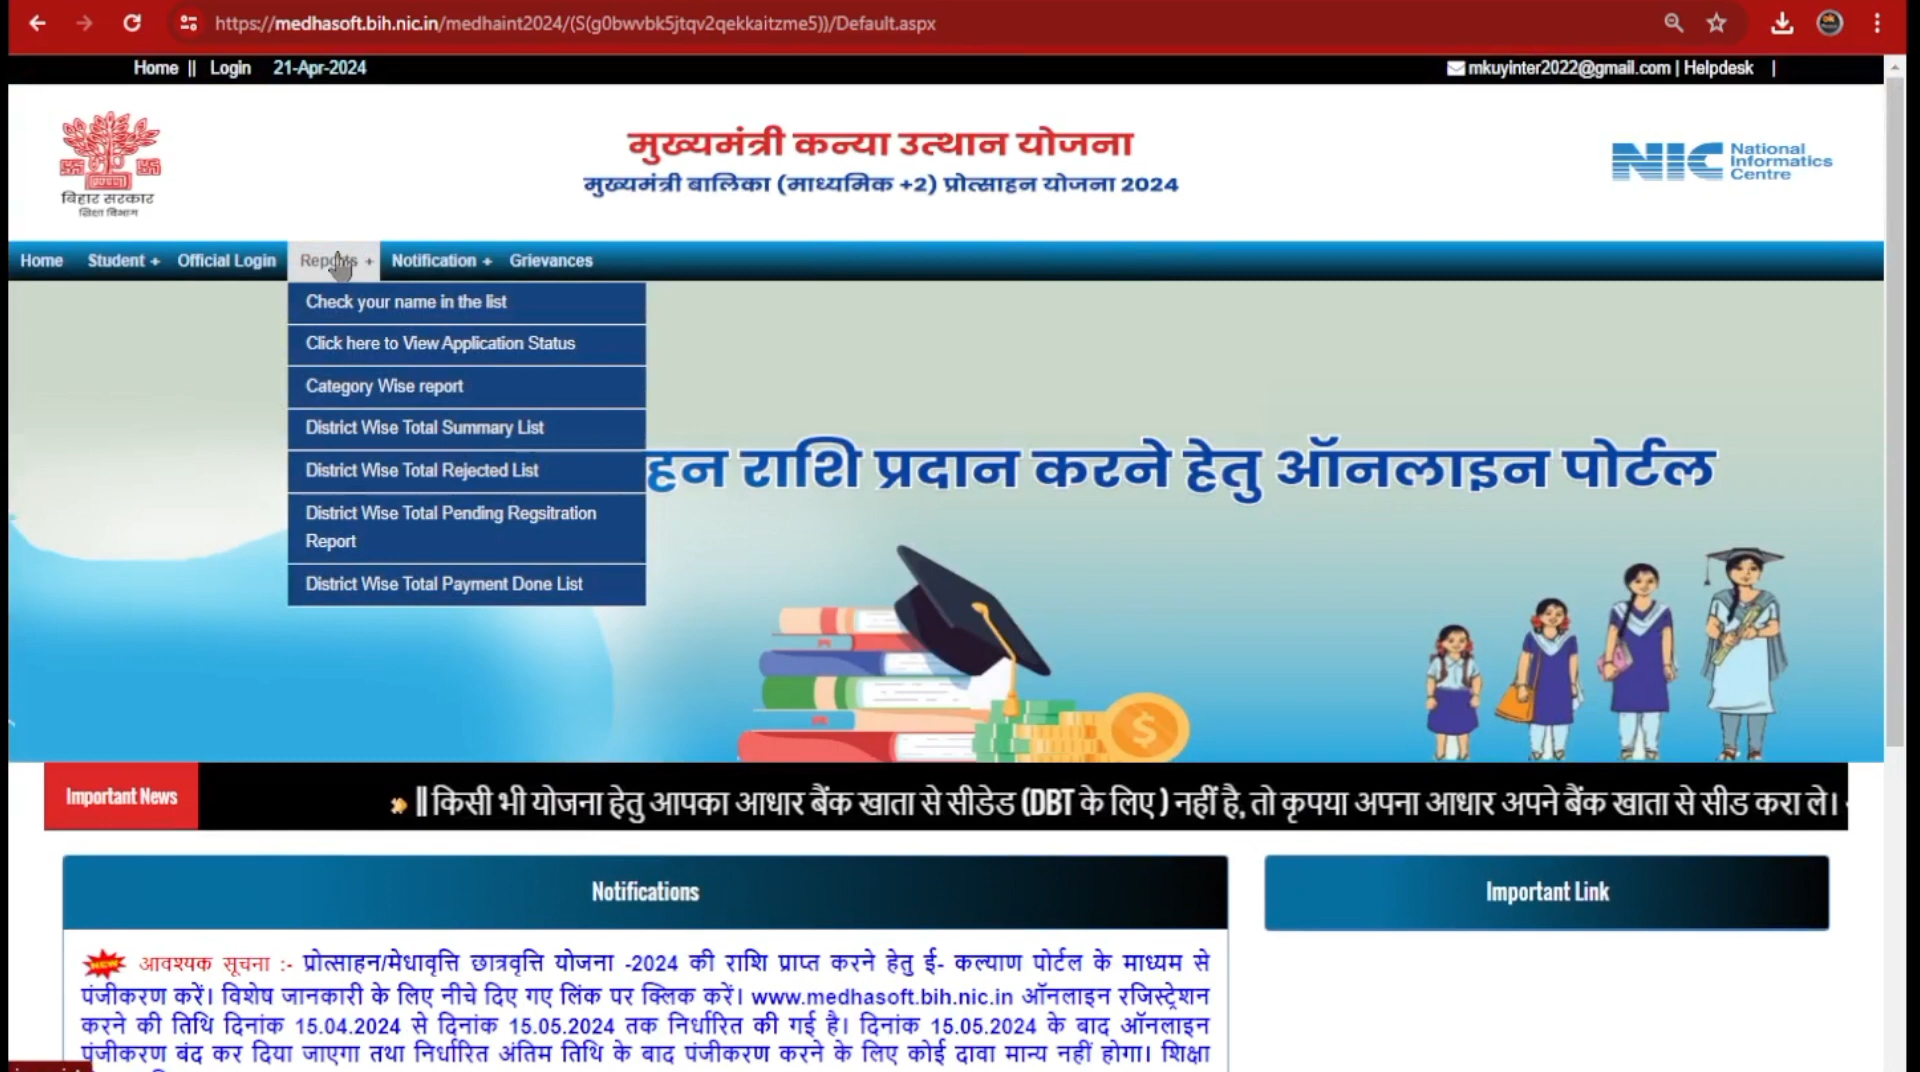 https://medhasoft.bih.nic.in/medhaint2024/(S(g0bwvbk5jtqv2qekkaitzme5))/Default.aspx
Home || Login 21-Apr-2024
mkuyinter2022@gmail.com | Helpdesk |
बिहार सरकार
शिक्षा विभाग
मुख्यमंत्री कन्या उत्थान योजना
मुख्यमंत्री बालिका (माध्यमिक +2) प्रोत्साहन योजना 2024
NIC National Informatics Centre
Home Student + Official Login Reports + Notification + Grievances
Check your name in the list
Click here to View Application Status
Category Wise report
District Wise Total Summary List
District Wise Total Rejected List
District Wise Total Pending Regsitration
Report
District Wise Total Payment Done List
हन राशि प्रदान करने हेतु ऑनलाइन पोर्टल
Important News
|| किसी भी योजना हेतु आपका आधार बैंक खाता से सीडेड (DBT के लिए ) नहीं है, तो कृपया अपना आधार अपने बैंक खाता से सीड करा ले।
Notifications
Important Link
NEW आवश्यक सूचना :- प्रोत्साहन/मेधावृत्ति छात्रवृत्ति योजना -2024 की राशि प्राप्त करने हेतु ई- कल्याण पोर्टल के माध्यम से
पंजीकरण करें। विशेष जानकारी के लिए नीचे दिए गए लिंक पर क्लिक करें। www.medhasoft.bih.nic.in ऑनलाइन रजिस्ट्रेशन
करने की तिथि दिनांक 15.04.2024 से दिनांक 15.05.2024 तक निर्धारित की गई है। दिनांक 15.05.2024 के बाद ऑनलाइन
पंजीकरण बंद कर दिया जाएगा तथा निर्धारित अंतिम तिथि के बाद पंजीकरण करने के लिए कोई दावा मान्य नहीं होगा। शिक्षा